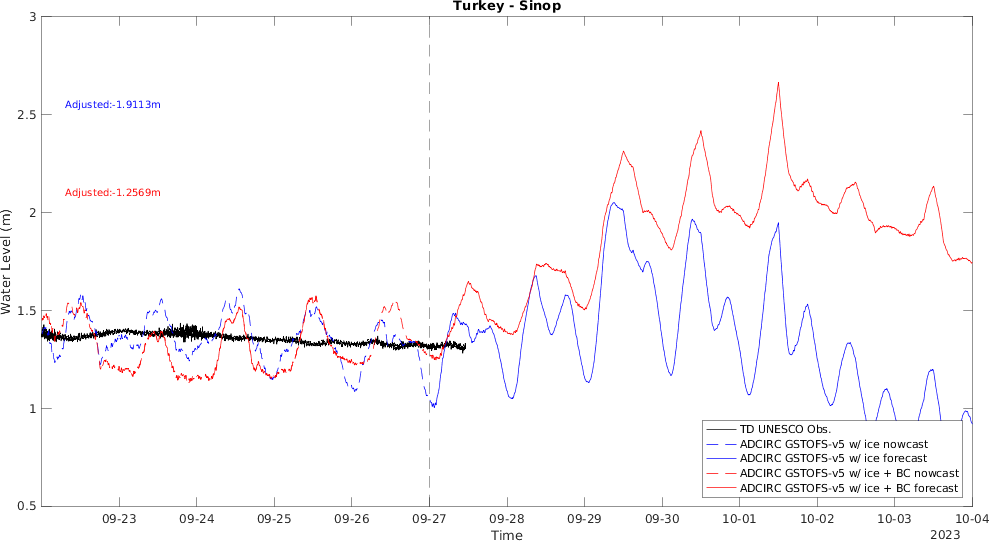 Turkey - Sinop
3
2.5
2
1.5
1
0.5
Water Level (m)
Adjusted:-1.9113m
Adjusted:-1.2569m
TD UNESCO Obs.
ADCIRC GSTOFS-v5 w/ ice nowcast
ADCIRC GSTOFS-v5 w/ ice forecast
ADCIRC GSTOFS-v5 w/ ice + BC nowcast
ADCIRC GSTOFS-v5 w/ ice + BC forecast
09-23 09-24 09-25 09-26 09-27 09-28 09-29 09-30 10-01 10-02 10-03 10-04
Time
2023